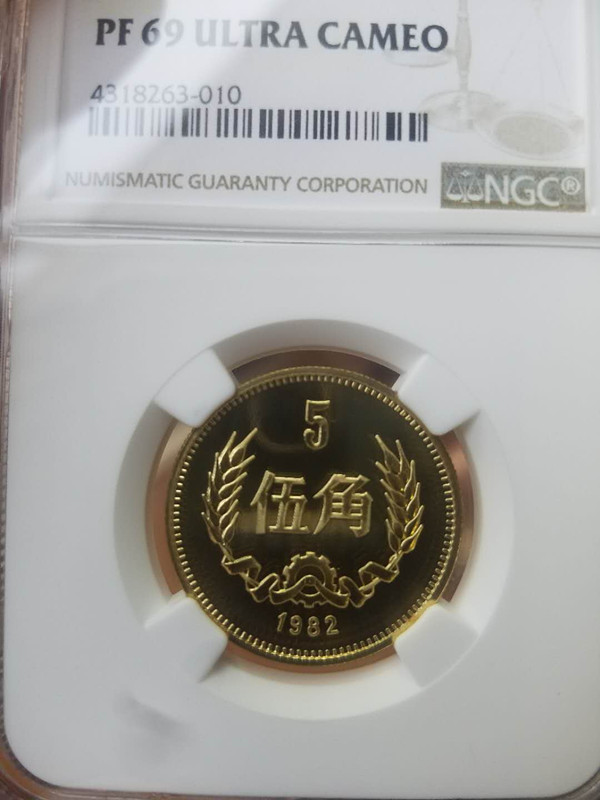 PF 69 ULTRA CAMEO
4318263-010
NUMISMATIC GUARANTY CORPORATION NGC®
5
伍角
1982